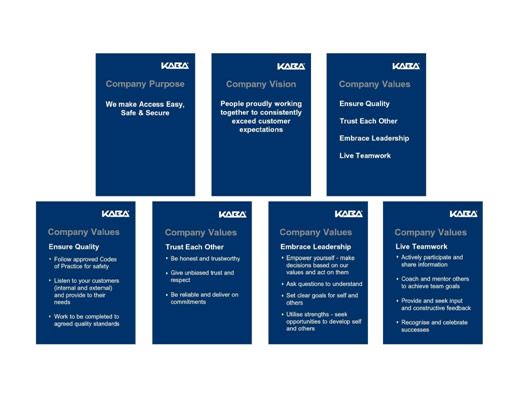 KABA
Company Purpose
We make Access Easy,
Safe & Secure
KABA
Company Vision
People proudly working
together to consistently
exceed customer
expectations
KABA
Company Values
Ensure Quality
Trust Each Other
Embrace Leadership
Live Teamwork
KABA
Company Values
Ensure Quality
• Follow approved Codes
of Practice for safety
• Listen to your customers
(internal and external)
and provide to their
needs
• Work to be completed to
agreed quality standards
KABA
Company Values
Trust Each Other
• Be honest and trustworthy
• Give unbiased trust and
respect
• Be reliable and deliver on
commitments
KABA
Company Values
Embrace Leadership
• Empower yourself - make
decisions based on our
values and act on them
• Ask questions to understand
• Set clear goals for self and
others
• Utilise strengths - seek
opportunities to develop self
and others
KABA
Company Values
Live Teamwork
• Actively participate and
share information
• Coach and mentor others
to achieve team goals
• Provide and seek input
and constructive feedback
• Recognise and celebrate
successes